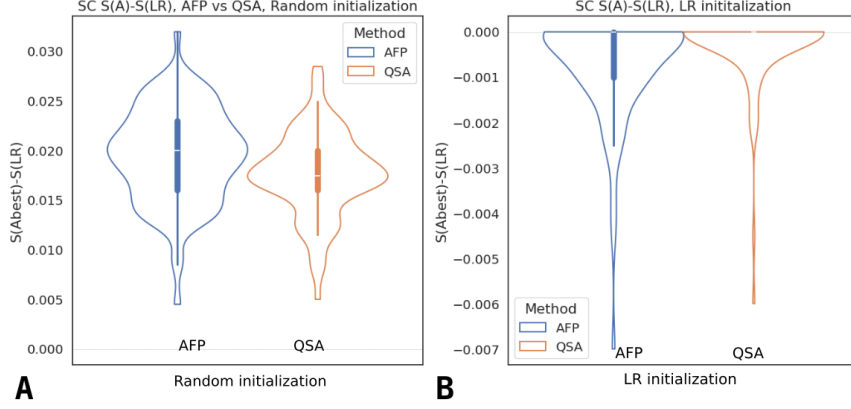 SC S(A)-S(LR), AFP vs QSA, Random initialization
Method
AFP
QSA
S(Abest)-S(LR)
0.030
0.025
0.020
0.015
0.010
0.005
0.000
AFP QSA
Random initialization
A
SC S(A)-S(LR), LR inititalization
S(Abest)-S(LR)
0.000
−0.001
−0.002
−0.003
−0.004
−0.005
−0.006
−0.007
Method
AFP
QSA
AFP QSA
LR initialization
B